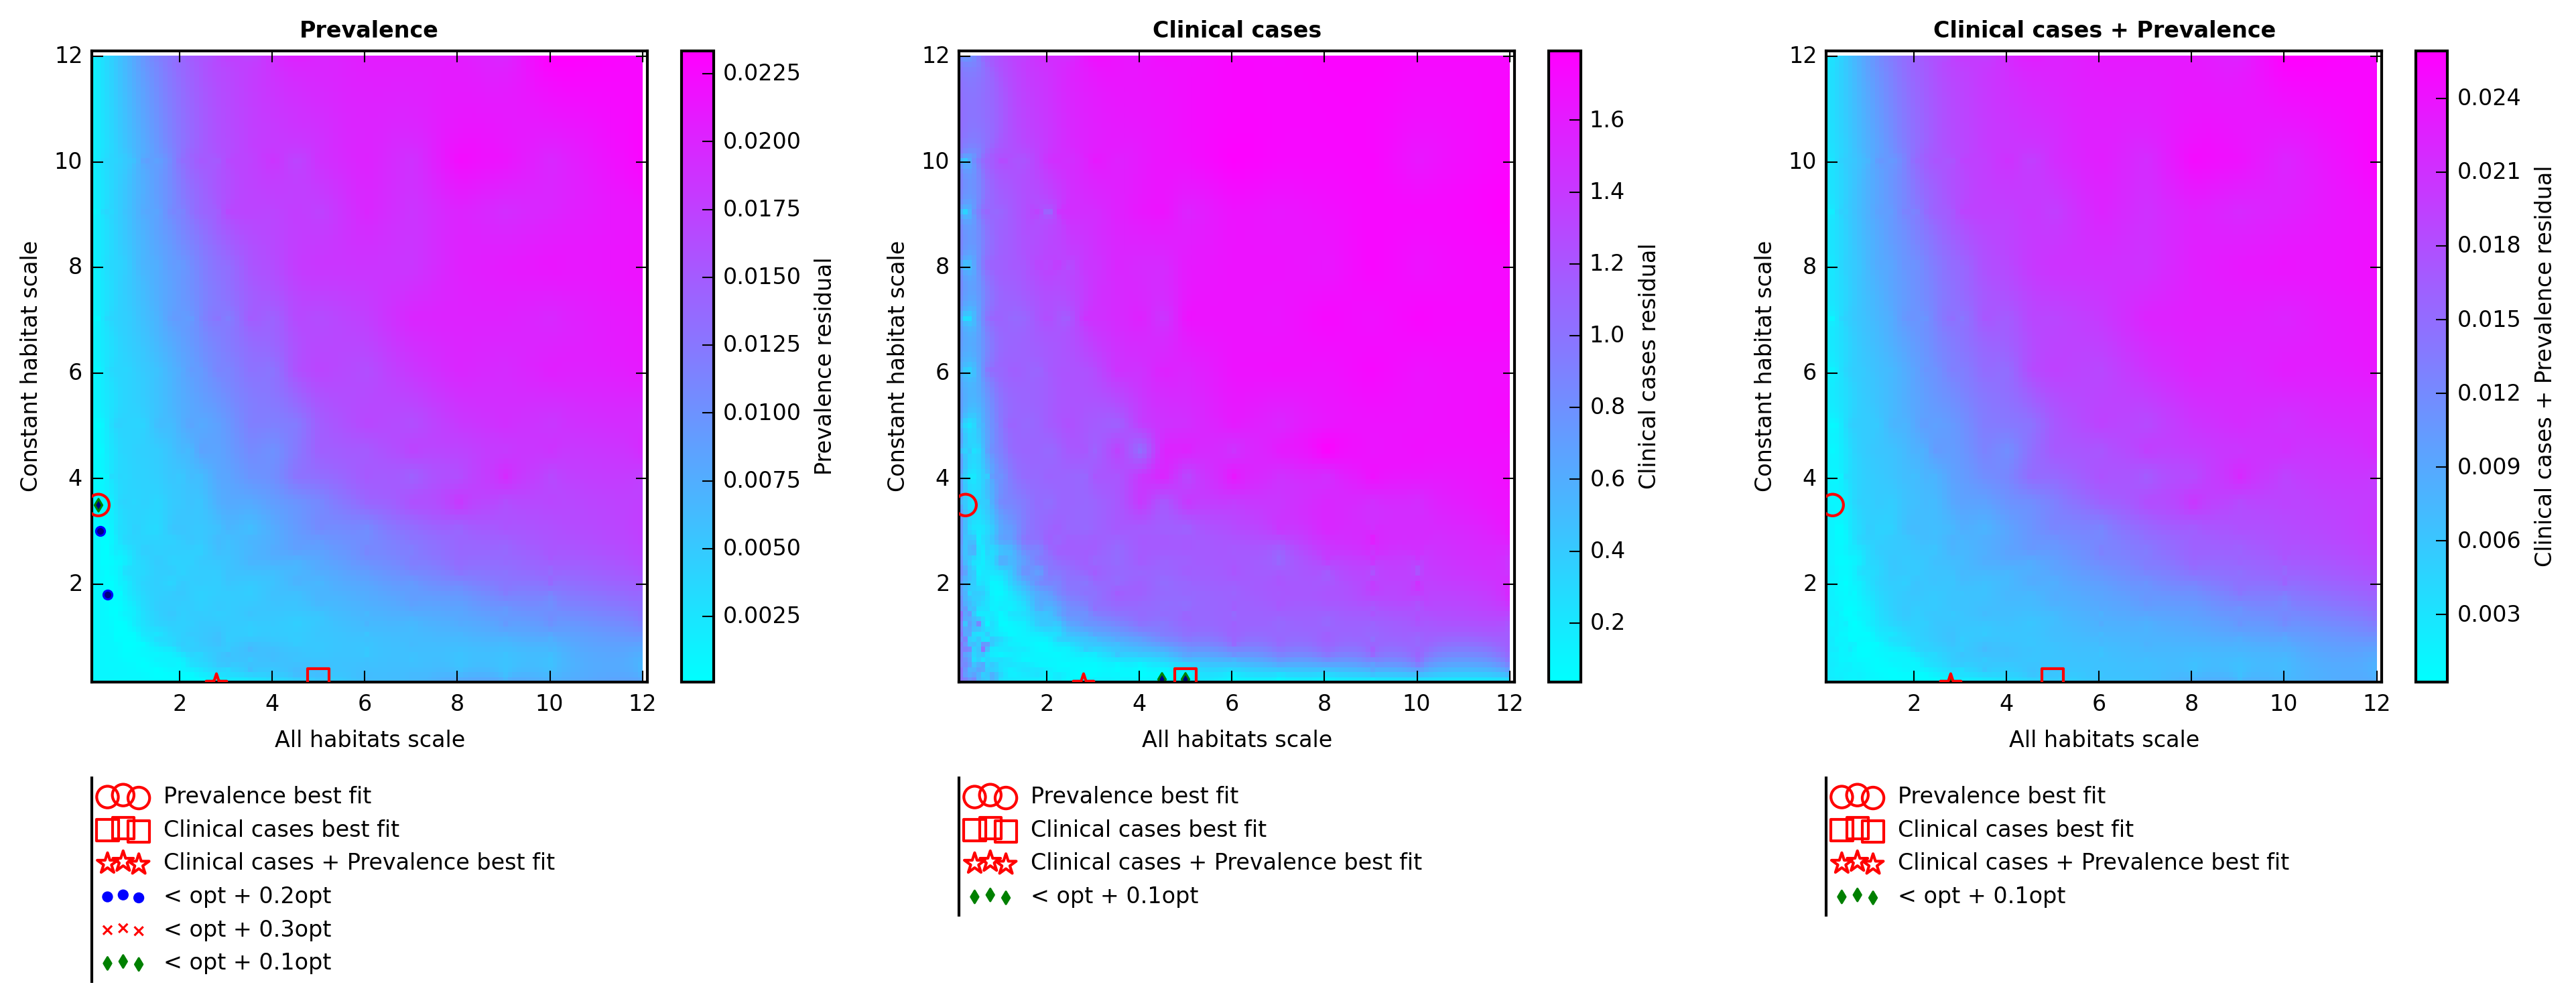 Prevalence
12
10
8
6
4
2
Constant habitat scale
2 4 6 8 10 12
All habitats scale
0.0225
0.0200
0.0175
0.0150
0.0125
0.0100
0.0075
0.0050
0.0025
Prevalence residual
Prevalence best fit
Clinical cases best fit
Clinical cases + Prevalence best fit
< opt + 0.2opt
< opt + 0.3opt
< opt + 0.1opt
Clinical cases
12
10
8
6
4
2
Constant habitat scale
2 4 6 8 10 12
All habitats scale
1.6
1.4
1.2
1.0
0.8
0.6
0.4
0.2
Clinical cases residual
Prevalence best fit
Clinical cases best fit
Clinical cases + Prevalence best fit
< opt + 0.1opt
Clinical cases + Prevalence
12
10
8
6
4
2
Constant habitat scale
2 4 6 8 10 12
All habitats scale
0.024
0.021
0.018
0.015
0.012
0.009
0.006
0.003
Clinical cases + Prevalence residual
Prevalence best fit
Clinical cases best fit
Clinical cases + Prevalence best fit
< opt + 0.1opt